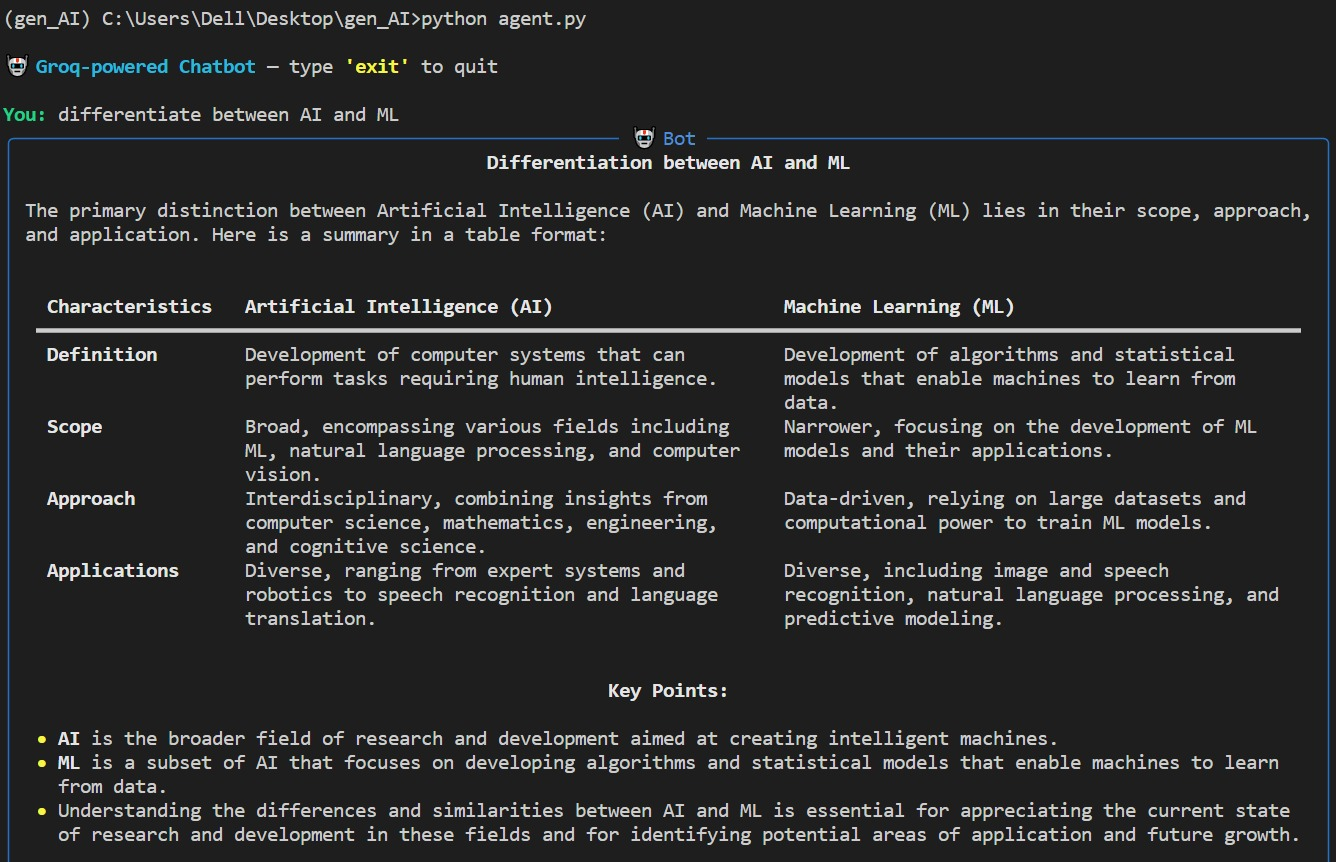 (gen_AI) C:\Users\Dell\Desktop\gen_AI>python agent.py
Groq-powered Chatbot — type 'exit' to quit
You: differentiate between AI and ML
Bot
Differentiation between AI and ML
The primary distinction between Artificial Intelligence (AI) and Machine Learning (ML) lies in their scope, approach,
and application. Here is a summary in a table format:
Characteristics Artificial Intelligence (AI) Machine Learning (ML)
Definition Development of computer systems that can Development of algorithms and statistical
perform tasks requiring human intelligence. models that enable machines to learn from
data.
Scope Broad, encompassing various fields including Narrower, focusing on the development of ML
ML, natural language processing, and computer models and their applications.
vision.
Approach Interdisciplinary, combining insights from Data-driven, relying on large datasets and
computer science, mathematics, engineering, computational power to train ML models.
and cognitive science.
Applications Diverse, ranging from expert systems and Diverse, including image and speech
robotics to speech recognition and language recognition, natural language processing, and
translation. predictive modeling.
Key Points:
• AI is the broader field of research and development aimed at creating intelligent machines.
• ML is a subset of AI that focuses on developing algorithms and statistical models that enable machines to learn
from data.
• Understanding the differences and similarities between AI and ML is essential for appreciating the current state
of research and development in these fields and for identifying potential areas of application and future growth.